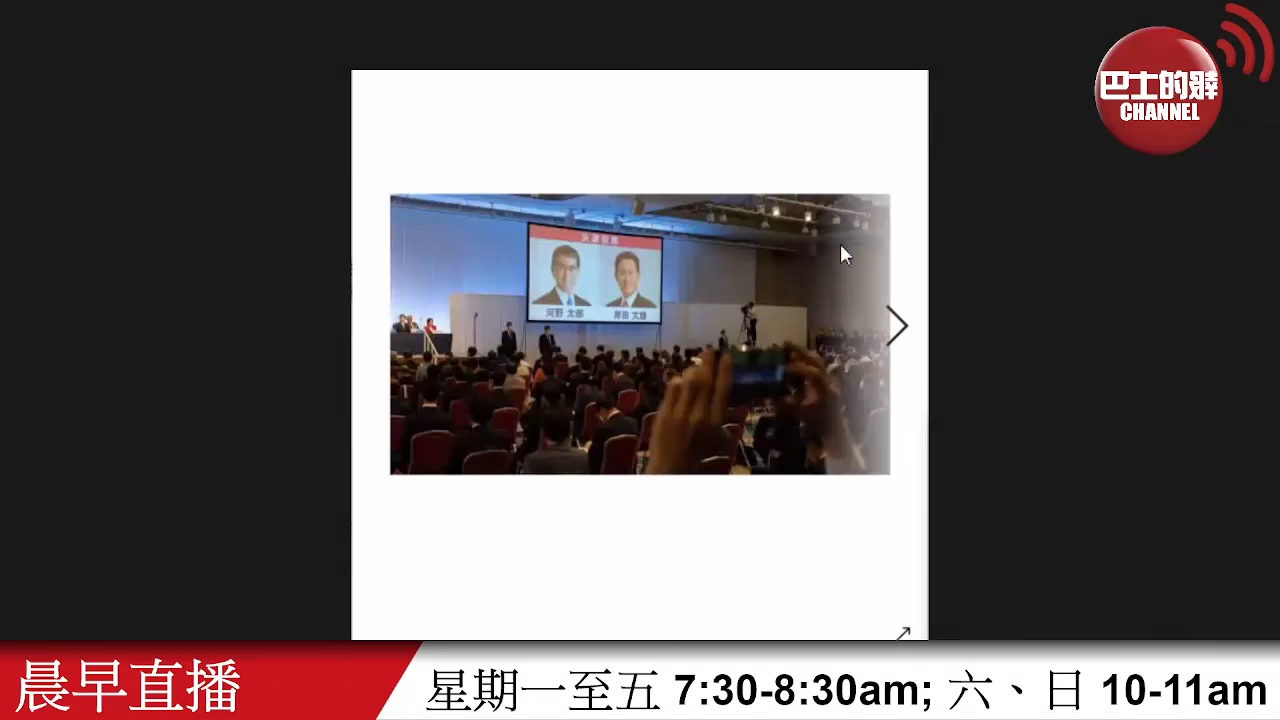 巴士的報
CHANNEL
決選投票
河野 太郎
岸田 文雄
晨早直播
星期一至五 7:30-8:30am; 六、日 10-11am